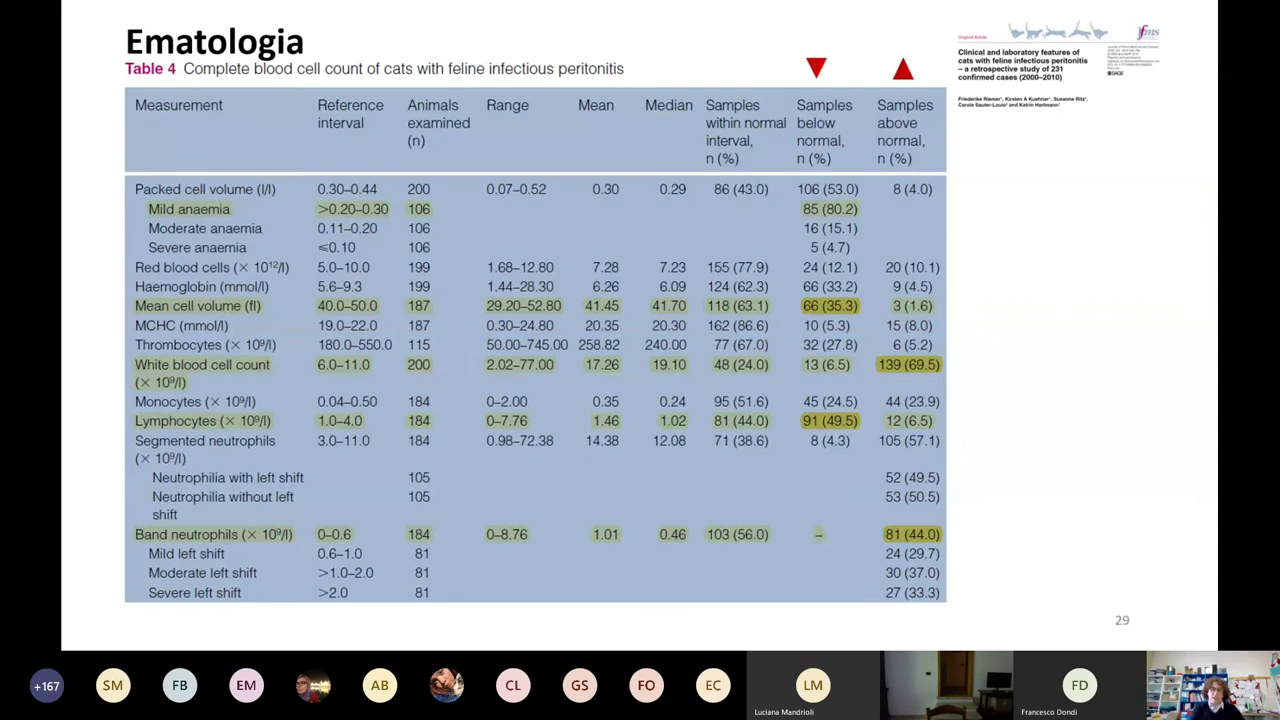 Ematologia
Original Article
Clinical and laboratory features of
cats with feline infectious peritonitis
– a retrospective study of 231
confirmed cases (2000–2010)
Friederike Riemer¹, Kirsten A Kuehner¹, Susanne Ritz¹,
Carola Sauter-Louis² and Katrin Hartmann¹
jfms
SAGE
Table 4
Measurement Range Mean Median Samples Samples Samples
examined within normal below above
(n) interval, normal, normal,
n (%) n (%) n (%)
Packed cell volume (l/l) 0.30–0.44 200 0.07–0.52 0.30 0.29 86 (43.0) 106 (53.0) 8 (4.0)
Mild anaemia >0.20–0.30 106 85 (80.2)
Moderate anaemia 0.11–0.20 106 16 (15.1)
Severe anaemia ≤0.10 106 5 (4.7)
Red blood cells (× 10¹²/l) 5.0–10.0 199 1.68–12.80 7.28 7.23 155 (77.9) 24 (12.1) 20 (10.1)
Haemoglobin (mmol/l) 5.6–9.3 199 1.44–28.30 6.26 6.09 124 (62.3) 66 (33.2) 9 (4.5)
Mean cell volume (fl) 40.0–50.0 187 29.20–52.80 41.45 41.70 118 (63.1) 66 (35.3) 3 (1.6)
MCHC (mmol/l) 19.0–22.0 187 0.30–24.80 20.35 20.30 162 (86.6) 10 (5.3) 15 (8.0)
Thrombocytes (× 10⁹/l) 180.0–550.0 115 50.00–745.00 258.82 240.00 77 (67.0) 32 (27.8) 6 (5.2)
White blood cell count 6.0–11.0 200 2.30–77.00 17.26 19.10 48 (24.0) 13 (6.5) 139 (69.5)
(× 10⁹/l)
Monocytes (× 10⁹/l) 0.04–0.50 184 0–2.00 0.35 0.24 95 (51.6) 45 (24.5) 44 (23.9)
Lymphocytes (× 10⁹/l) 1.0–4.0 184 0–7.76 1.46 1.02 81 (44.0) 91 (49.5) 12 (6.5)
Segmented neutrophils 3.0–11.0 184 0.98–72.38 14.38 12.08 71 (38.6) 8 (4.3) 105 (57.1)
(× 10⁹/l)
Neutrophilia with left shift 105 52 (49.5)
Neutrophilia without left 105 53 (50.5)
shift
Band neutrophils (× 10⁹/l) 0–0.6 184 0–8.76 1.01 0.46 103 (56.0) – 81 (44.0)
Mild left shift 0.6–1.0 81 24 (29.7)
Moderate left shift >1.0–2.0 81 30 (37.0)
Severe left shift >2.0 81 27 (33.3)
29
+167 SM FB EM AB GS FO EC LM FD
Luciana Mandrioli
Francesco Dondi